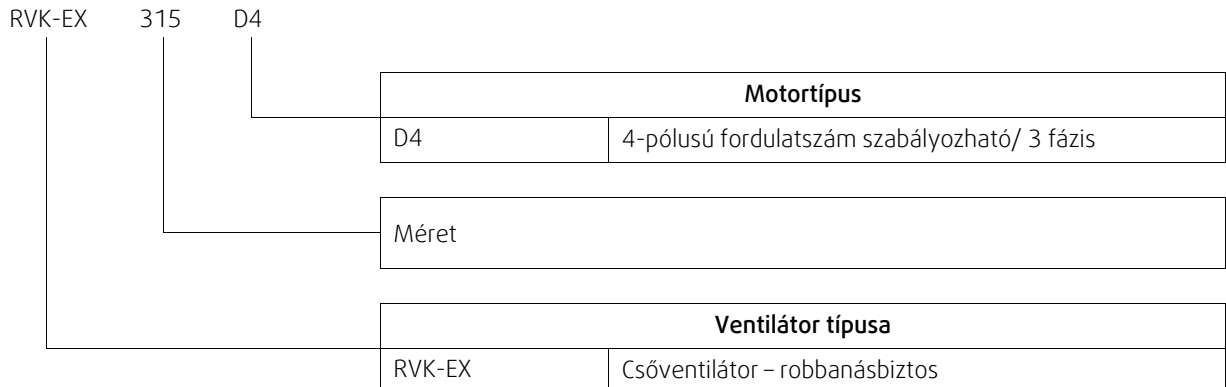 RVK-EX 315 D4
Motortípus
D4 4-pólusú fordulatszám szabályozható/ 3 fázis
Méret
Ventilátor típusa
RVK-EX Csőventilátor – robbanásbiztos